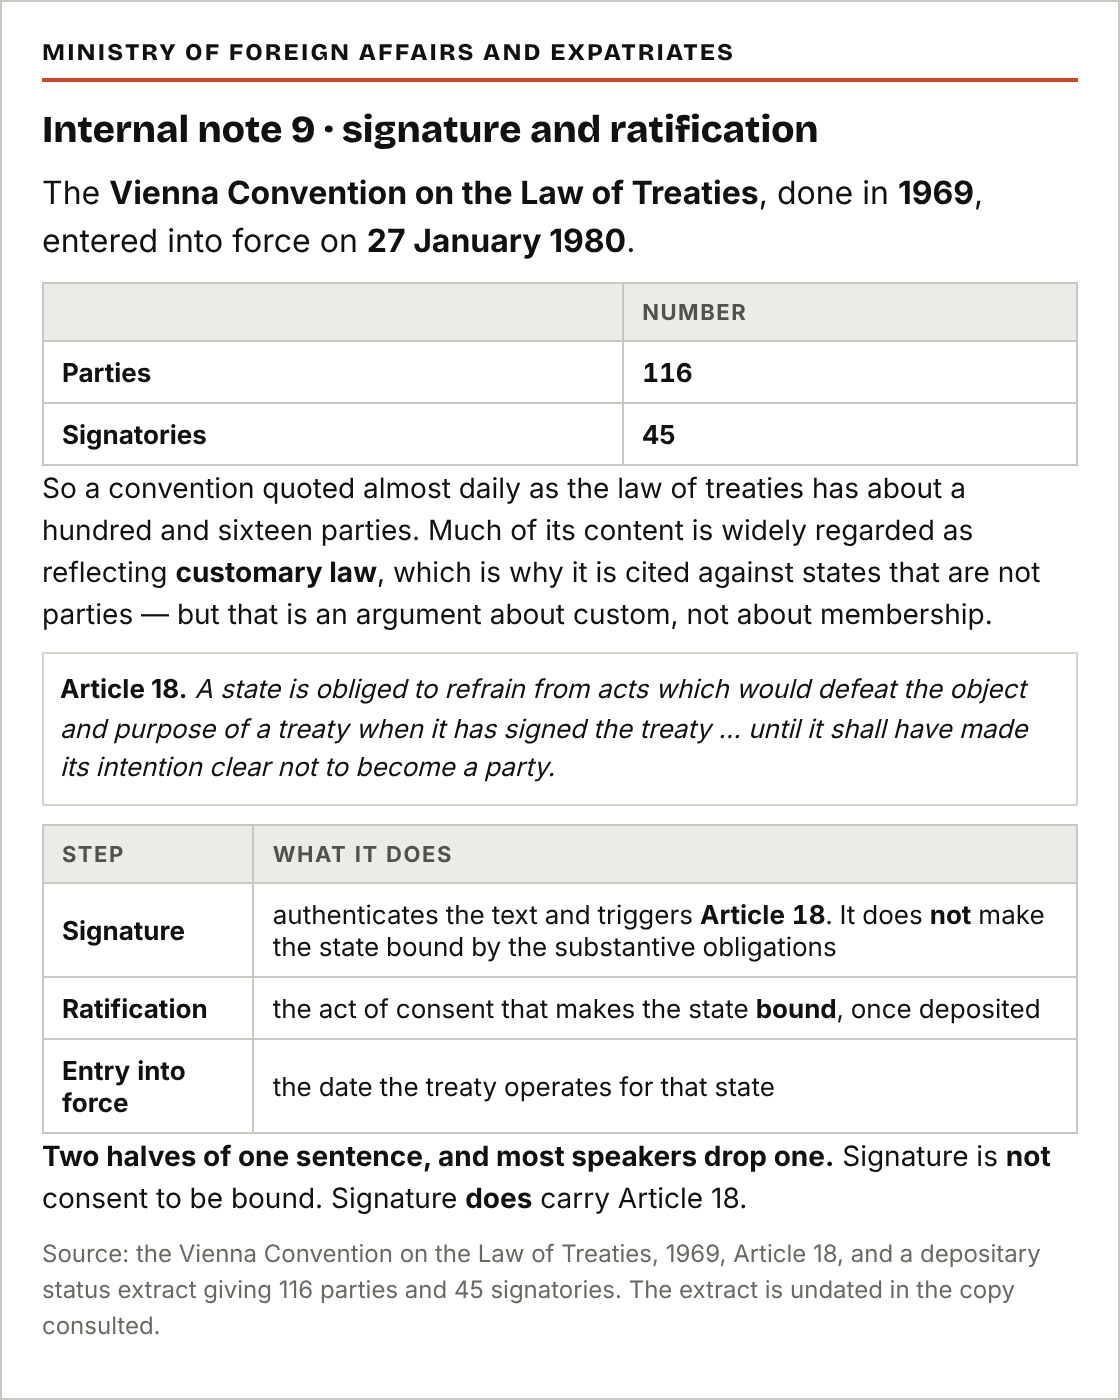 MINISTRY OF FOREIGN AFFAIRS AND EXPATRIATES
Internal note 9 · signature and ratification
The Vienna Convention on the Law of Treaties, done in 1969,
entered into force on 27 January 1980.
NUMBER
Parties 116
Signatories 45
So a convention quoted almost daily as the law of treaties has about a
hundred and sixteen parties. Much of its content is widely regarded as
reflecting customary law, which is why it is cited against states that are not
parties — but that is an argument about custom, not about membership.
Article 18. A state is obliged to refrain from acts which would defeat the object
and purpose of a treaty when it has signed the treaty … until it shall have made
its intention clear not to become a party.
STEP WHAT IT DOES
Signature
authenticates the text and triggers Article 18. It does not make
the state bound by the substantive obligations
Ratification the act of consent that makes the state bound, once deposited
Entry into
force
the date the treaty operates for that state
Two halves of one sentence, and most speakers drop one. Signature is not
consent to be bound. Signature does carry Article 18.
Source: the Vienna Convention on the Law of Treaties, 1969, Article 18, and a depositary
status extract giving 116 parties and 45 signatories. The extract is undated in the copy
consulted.